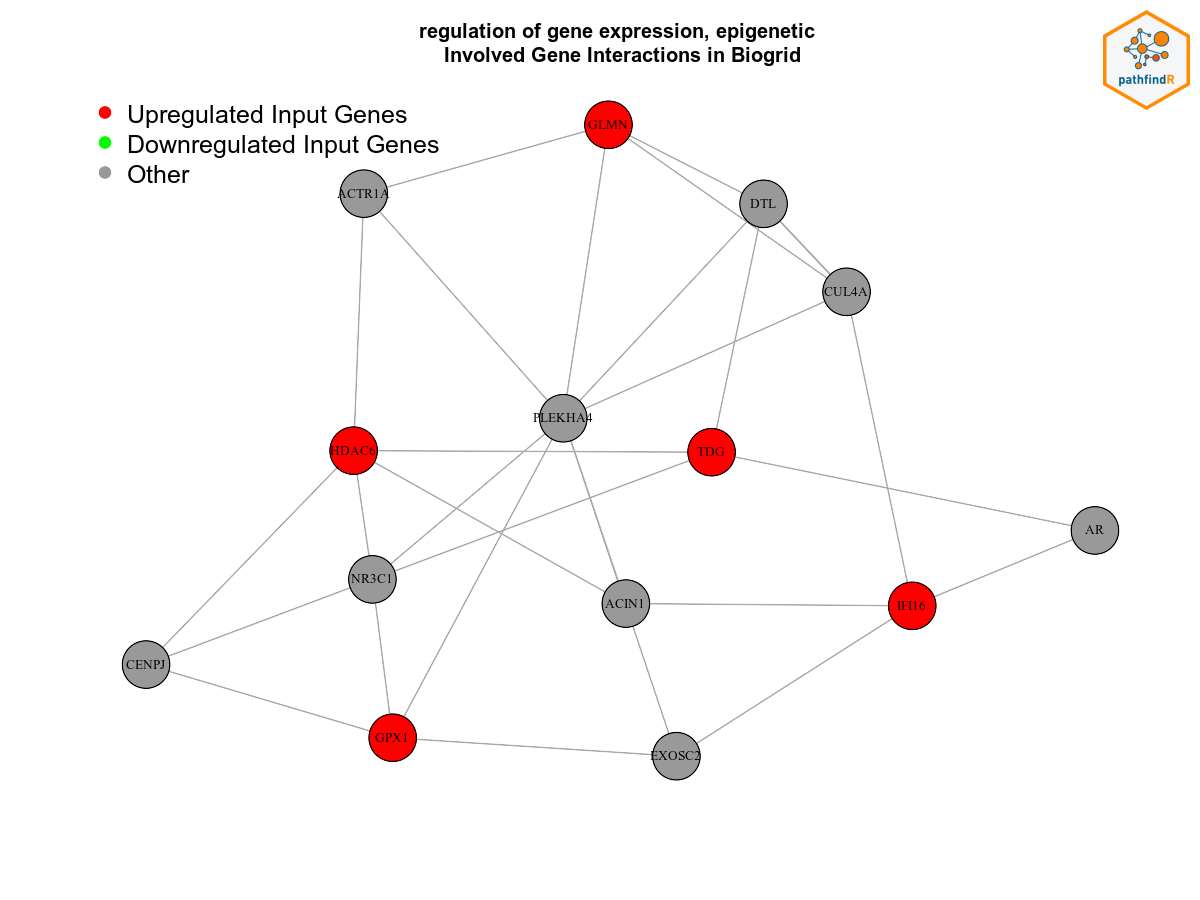 regulation of gene expression, epigenetic
Involved Gene Interactions in Biogrid
pathfindR
Upregulated Input Genes
Downregulated Input Genes
Other
GLMN
ACTR1A
DTL
CUL4A
PLEKHA4
HDAC6
TDG
AR
NR3C1
ACIN1
IFI16
CENPJ
GPX1
EXOSC2